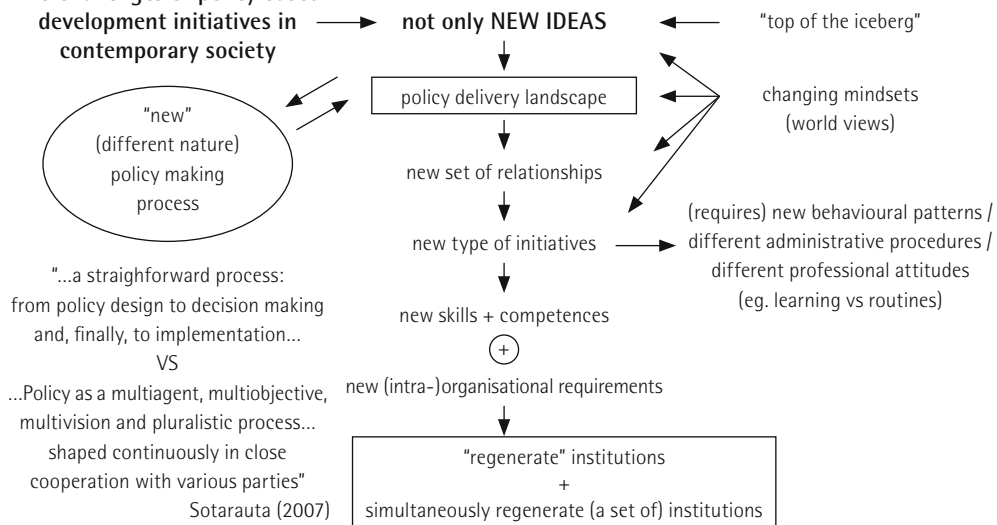 challenges of policy
development initiatives in
contemporary society
not only NEW IDEAS
"top of the iceberg"
"new"
(different nature)
policy making
process
policy delivery landscape
changing mindsets
(world views)
new set of relationships
new type of initiatives
(requires) new behavioural patterns /
different administrative procedures /
different professional attitudes
(eg. learning vs routines)
new skills + competences
+
new (intra-)organisational requirements
"regenerate" institutions
+
simultaneously regenerate (a set of) institutions
"...a straighforward process:
from policy design to decision making
and, finally, to implementation...
VS
...Policy as a multiagent, multiobjective,
multivision and pluralistic process...
shaped continuously in close
cooperation with various parties"
Sotarauta (2007)